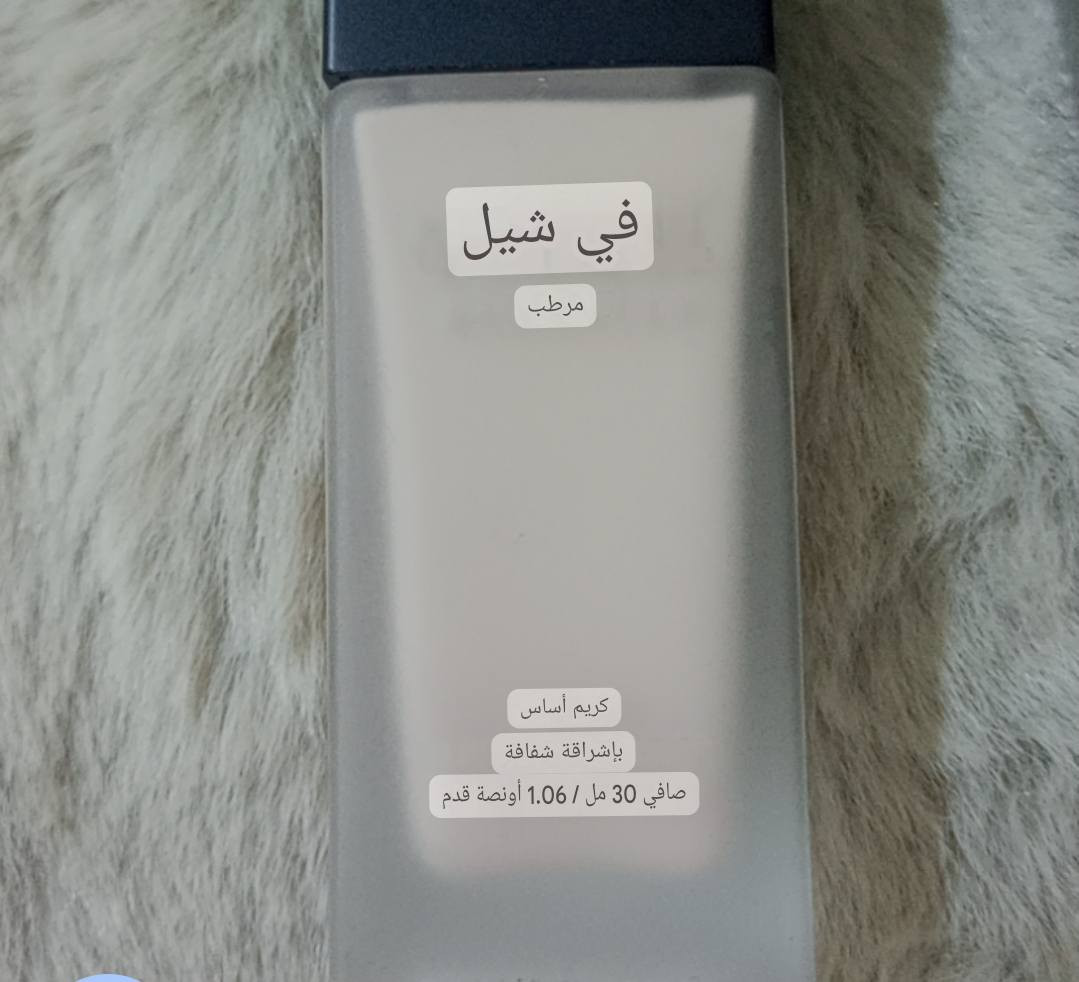 في شيل
مرطب
كريم أساس
بإشراقة شفافة
صافي 30 مل / 1.06 أونصة قدم